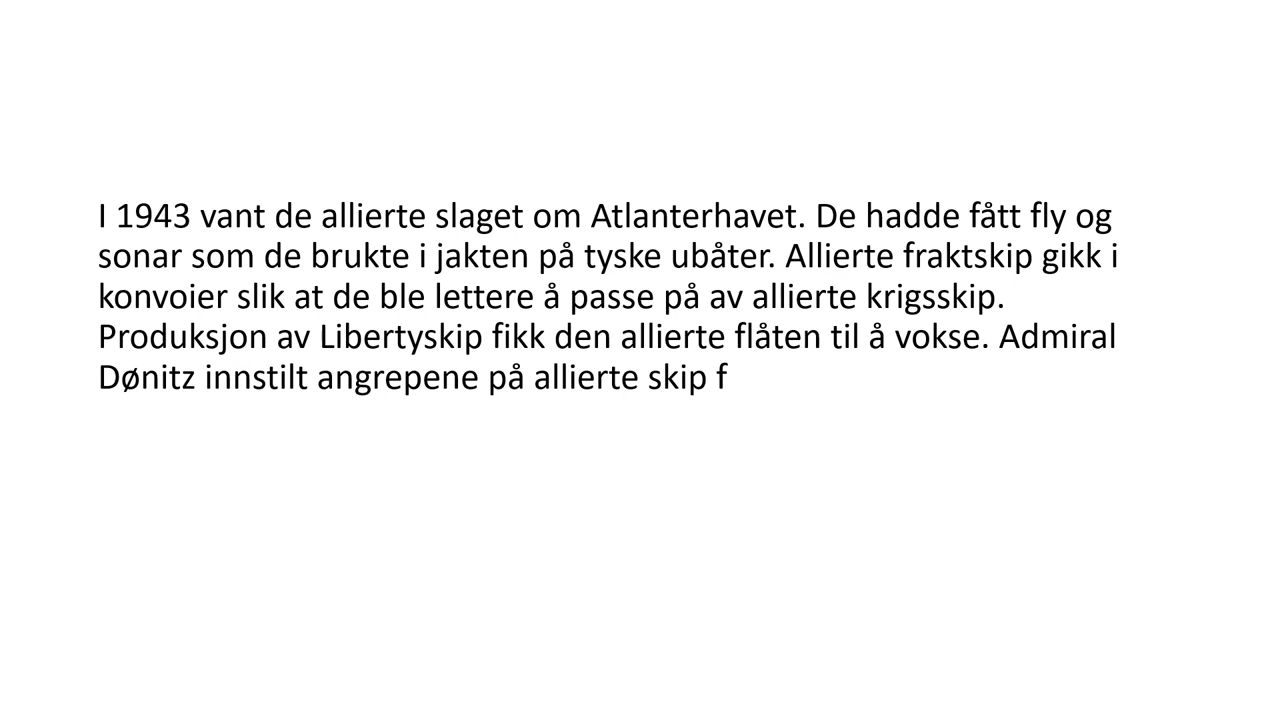 I 1943 vant de allierte slaget om Atlanterhavet. De hadde fått fly og
sonar som de brukte i jakten på tyske ubåter. Allierte fraktskip gikk i
konvoier slik at de ble lettere å passe på av allierte krigsskip.
Produksjon av Libertyskip fikk den allierte flåten til å vokse. Admiral
Dønitz innstilt angrepene på allierte skip f